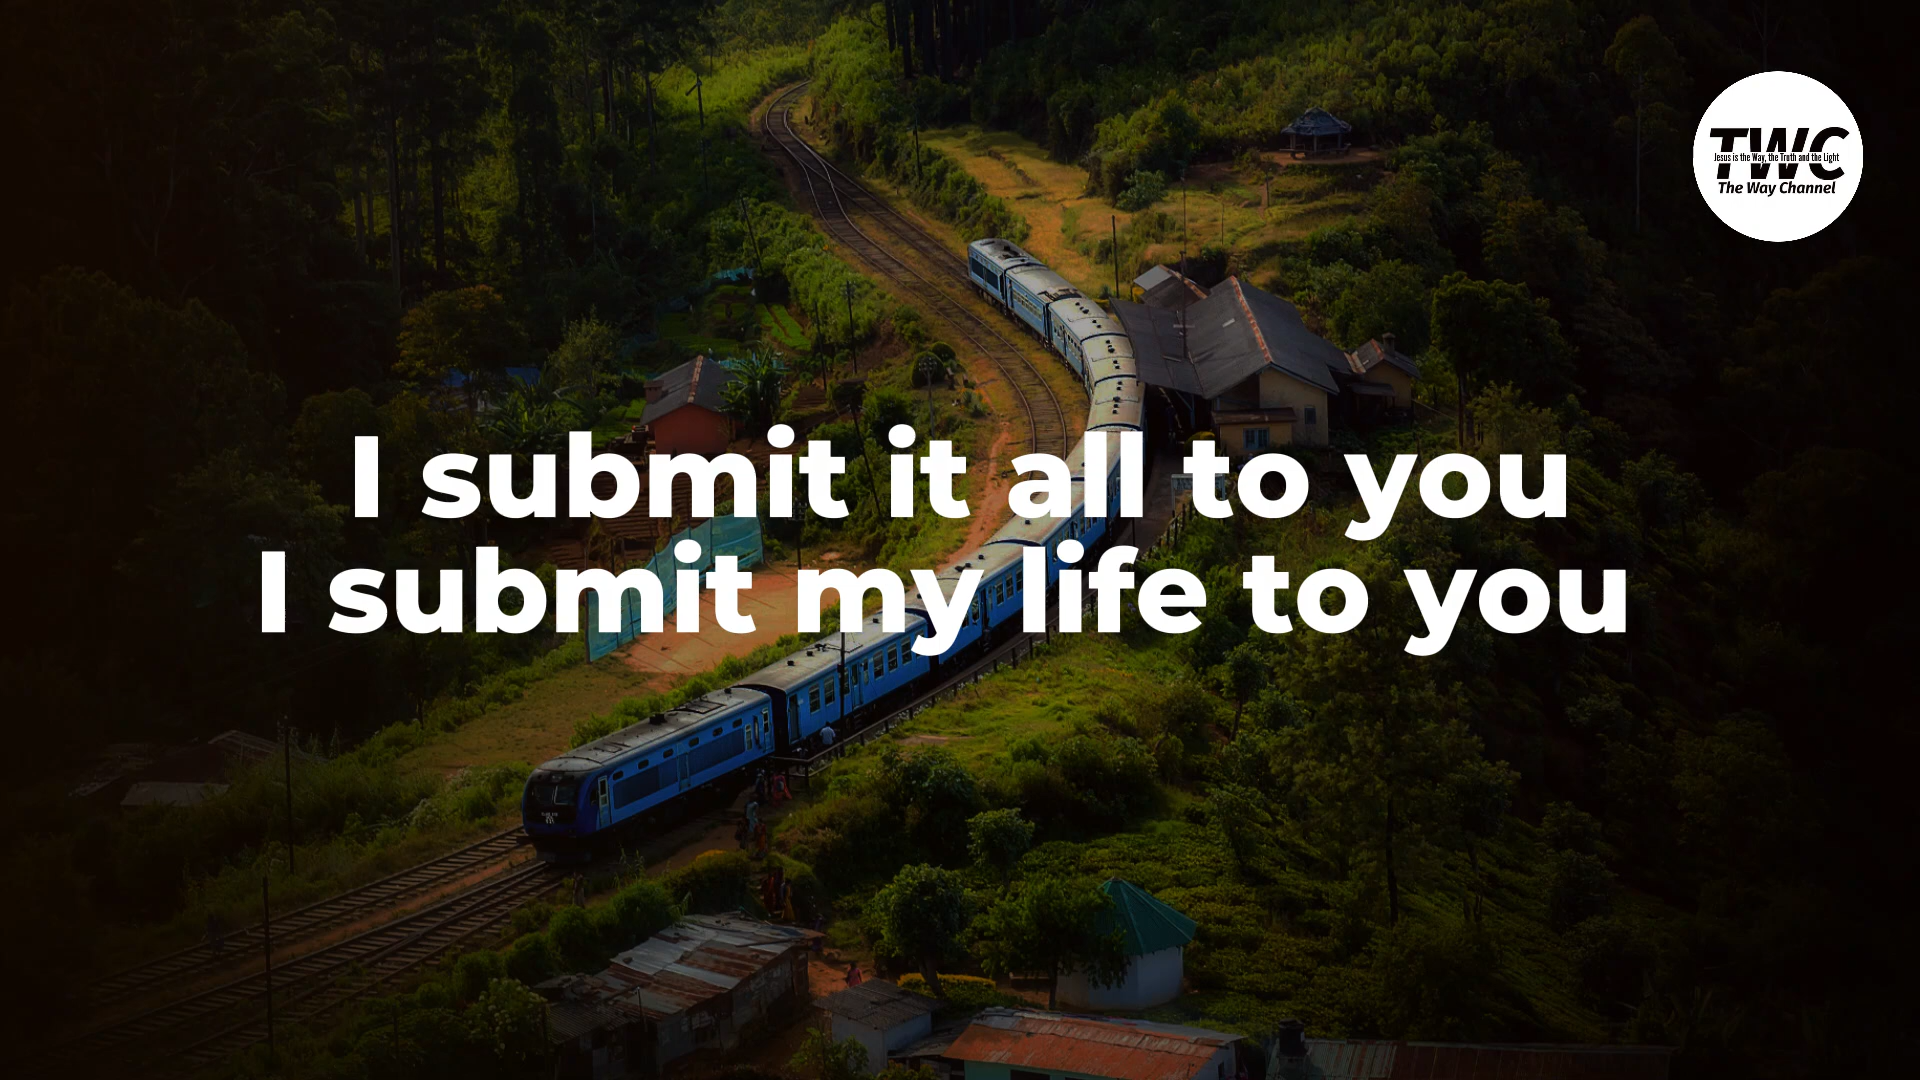 TWC
Jesus is the Way, the Truth and the Light
The Way Channel
I submit it all to you
I submit my life to you